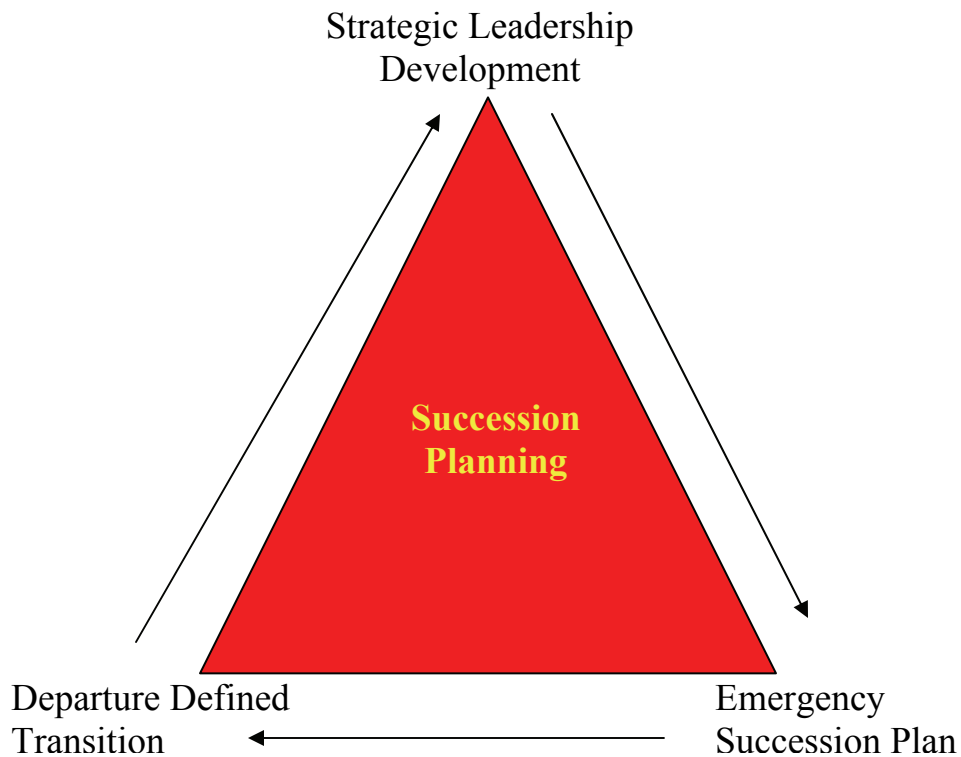 Strategic Leadership
Development
Succession
Planning
Departure Defined
Transition
Emergency
Succession Plan